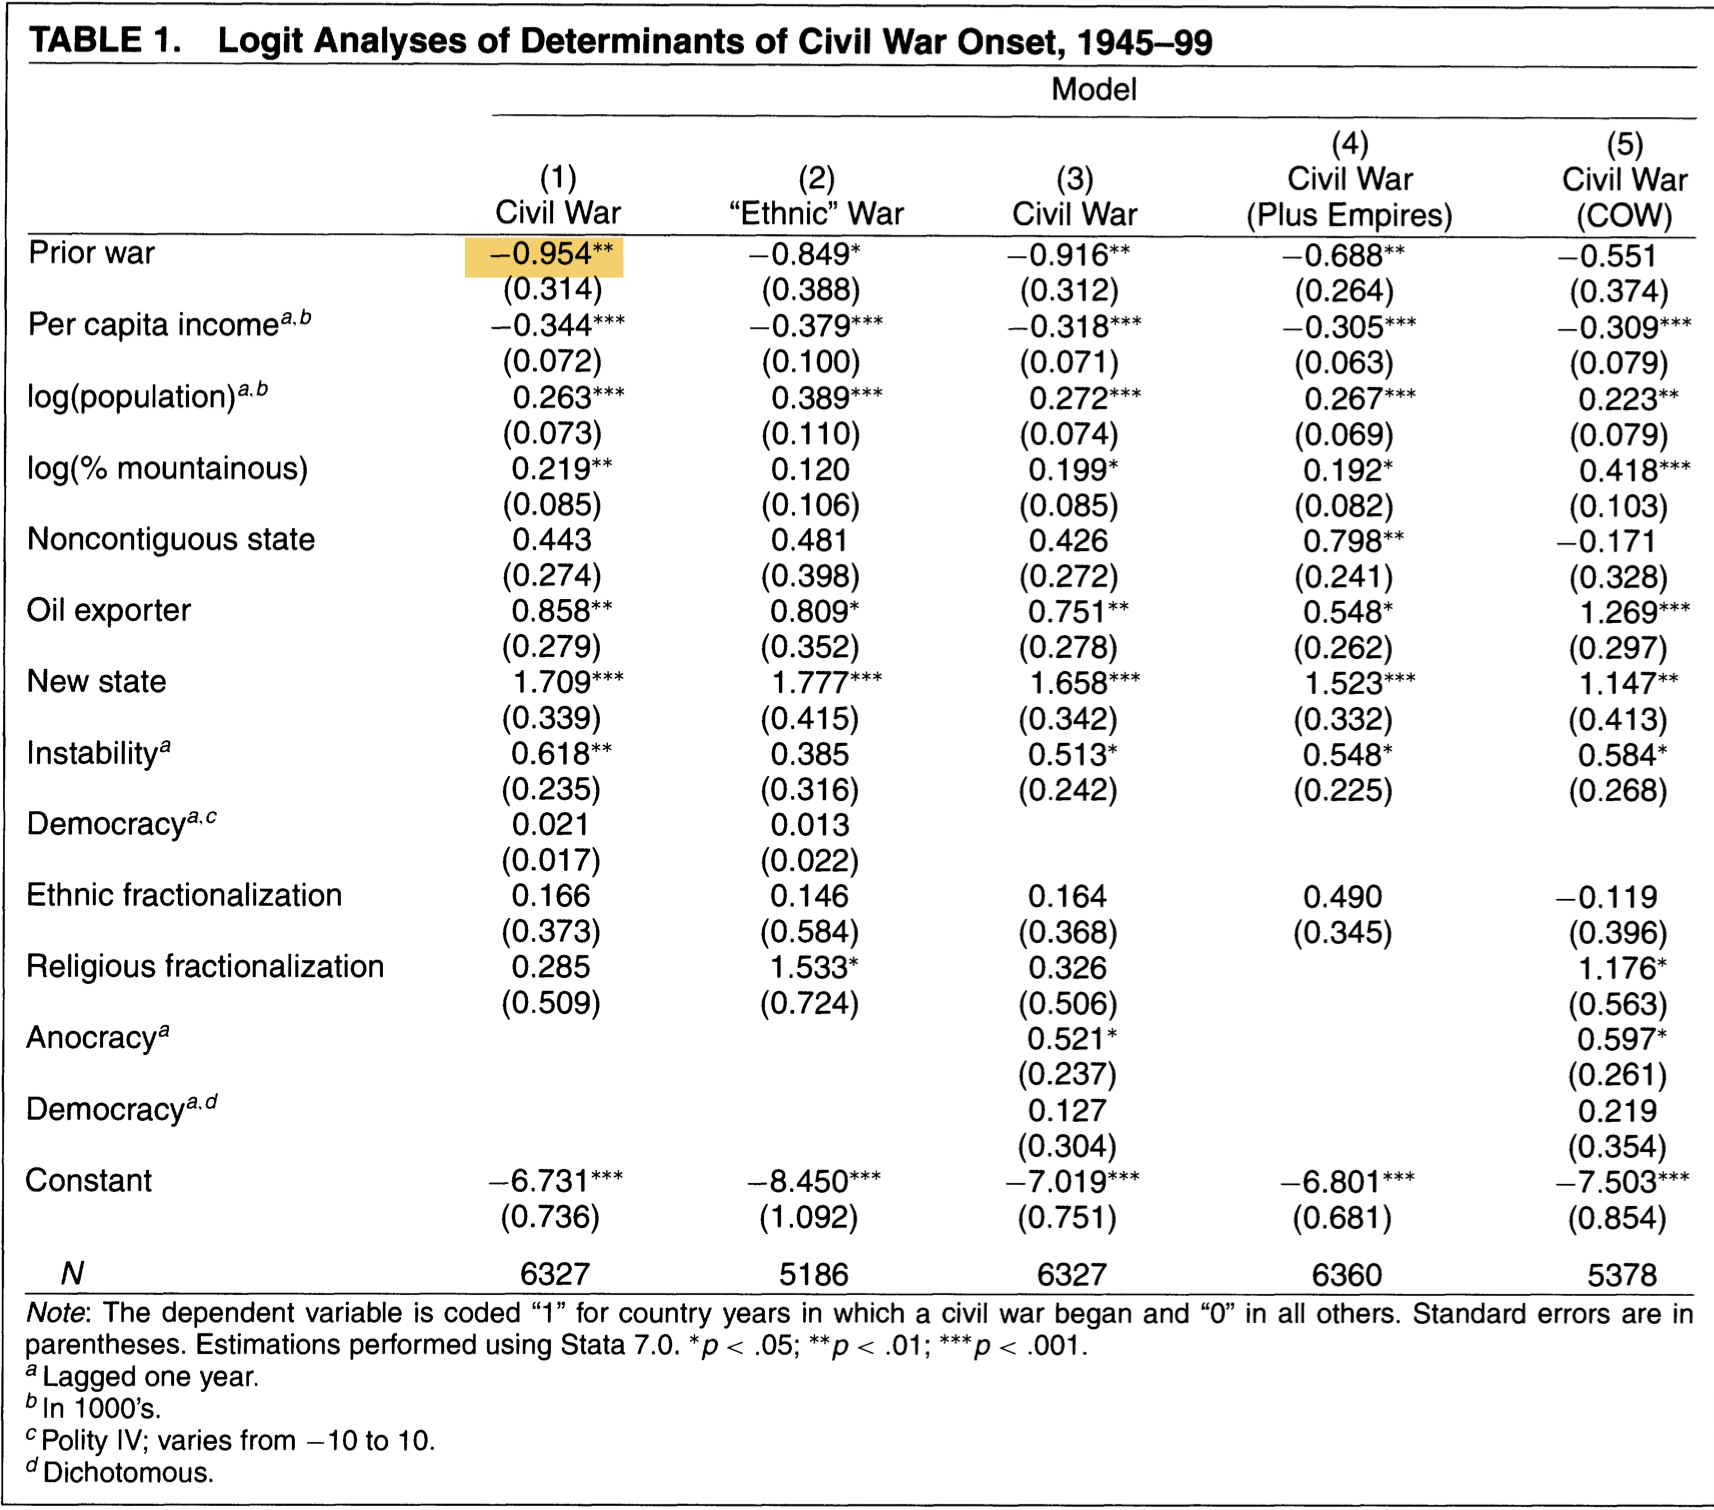 TABLE 1. Logit Analyses of Determinants of Civil War Onset, 1945–99
Model
(1) Civil War (2) “Ethnic” War (3) Civil War (4) Civil War (Plus Empires) (5) Civil War (COW)
Prior war −0.954** −0.849* −0.916** −0.688** −0.551
(0.314) (0.388) (0.312) (0.264) (0.374)
Per capita income^a,b −0.344*** −0.379*** −0.318*** −0.305*** −0.309***
(0.072) (0.100) (0.071) (0.063) (0.079)
log(population)^a,b 0.263*** 0.389*** 0.272*** 0.267*** 0.223**
(0.073) (0.110) (0.074) (0.069) (0.079)
log(% mountainous) 0.219** 0.120 0.199* 0.192* 0.418***
(0.085) (0.106) (0.085) (0.082) (0.103)
Noncontiguous state 0.443 0.481 0.426 0.798** −0.171
(0.274) (0.398) (0.272) (0.241) (0.328)
Oil exporter 0.858** 0.809* 0.751** 0.548* 1.269***
(0.279) (0.352) (0.278) (0.262) (0.297)
New state 1.709*** 1.777*** 1.658*** 1.523*** 1.147**
(0.339) (0.415) (0.342) (0.332) (0.413)
Instability^a 0.618** 0.385 0.513* 0.548* 0.584*
(0.235) (0.316) (0.242) (0.225) (0.268)
Democracy^a,c 0.021 0.013
(0.017) (0.022)
Ethnic fractionalization 0.166 0.146 0.164 0.490 −0.119
(0.373) (0.584) (0.368) (0.345) (0.396)
Religious fractionalization 0.285 1.533* 0.326 1.176*
(0.509) (0.724) (0.506) (0.563)
Anocracy^a 0.521* 0.597*
(0.237) (0.261)
Democracy^a,d 0.127 0.219
(0.304) (0.354)
Constant −6.731*** −8.450*** −7.019*** −6.801*** −7.503***
(0.736) (1.092) (0.751) (0.681) (0.854)
N 6327 5186 6327 6360 5378
Note: The dependent variable is coded “1” for country years in which a civil war began and “0” in all others. Standard errors are in
parentheses. Estimations performed using Stata 7.0. *p < .05; **p < .01; ***p < .001.
a Lagged one year.
b In 1000’s.
c Polity IV; varies from −10 to 10.
d Dichotomous.